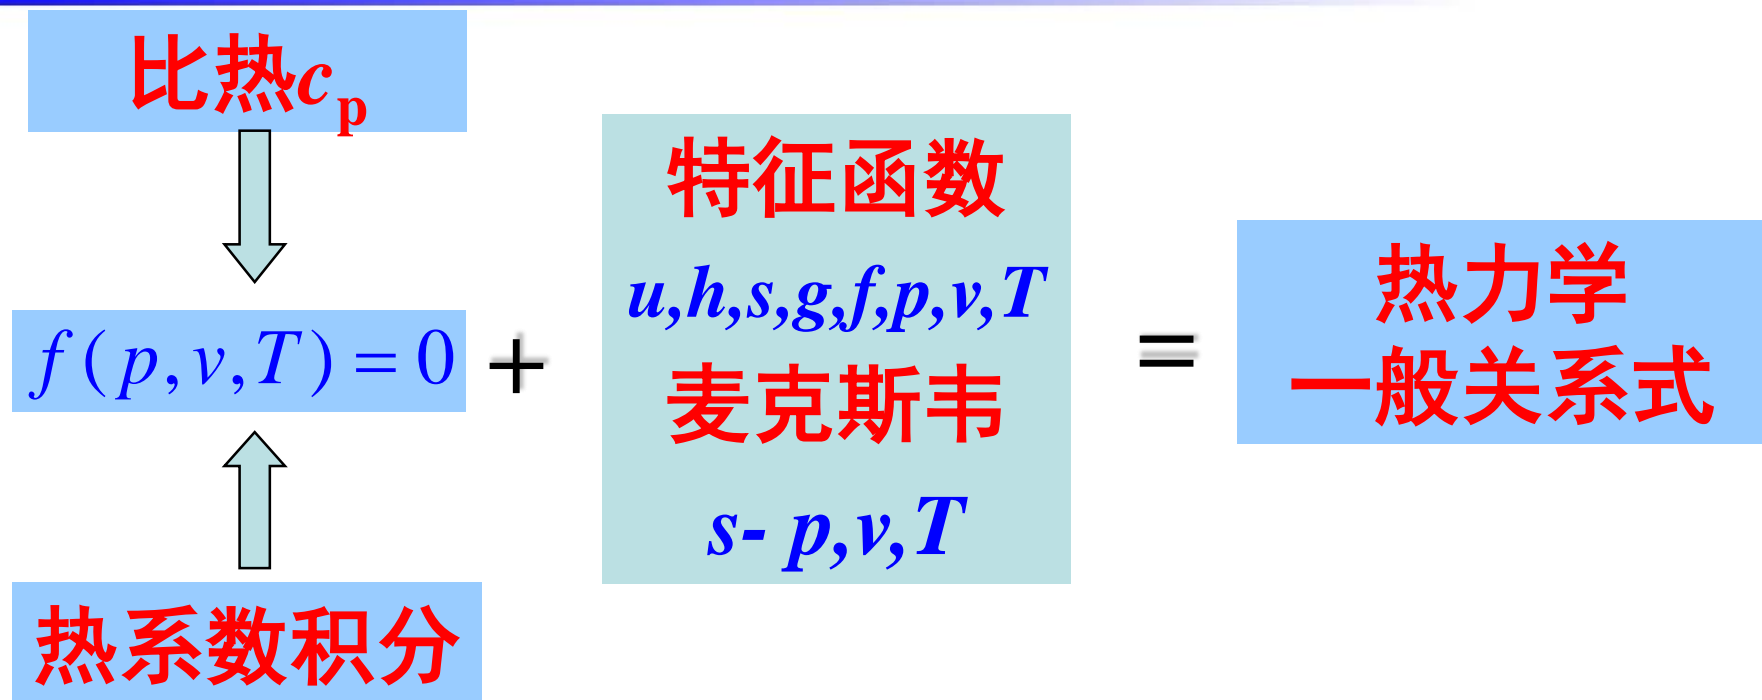 比热cp
f(p,v,T)=0
热系数积分
+
特征函数
u,h,s,g,f,p,v,T
麦克斯韦
s- p,v,T
=
热力学
一般关系式